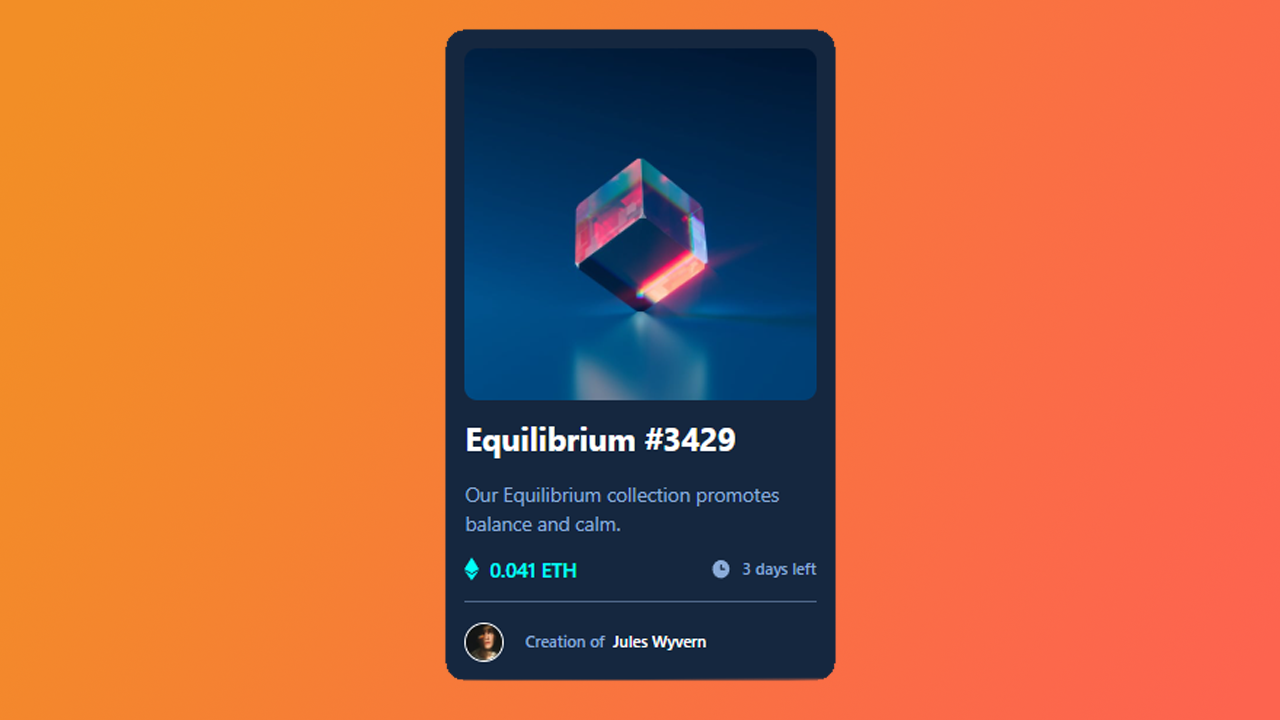 Equilibrium #3429
Our Equilibrium collection promotes
balance and calm.
0.041 ETH
3 days left
Creation of Jules Wyvern